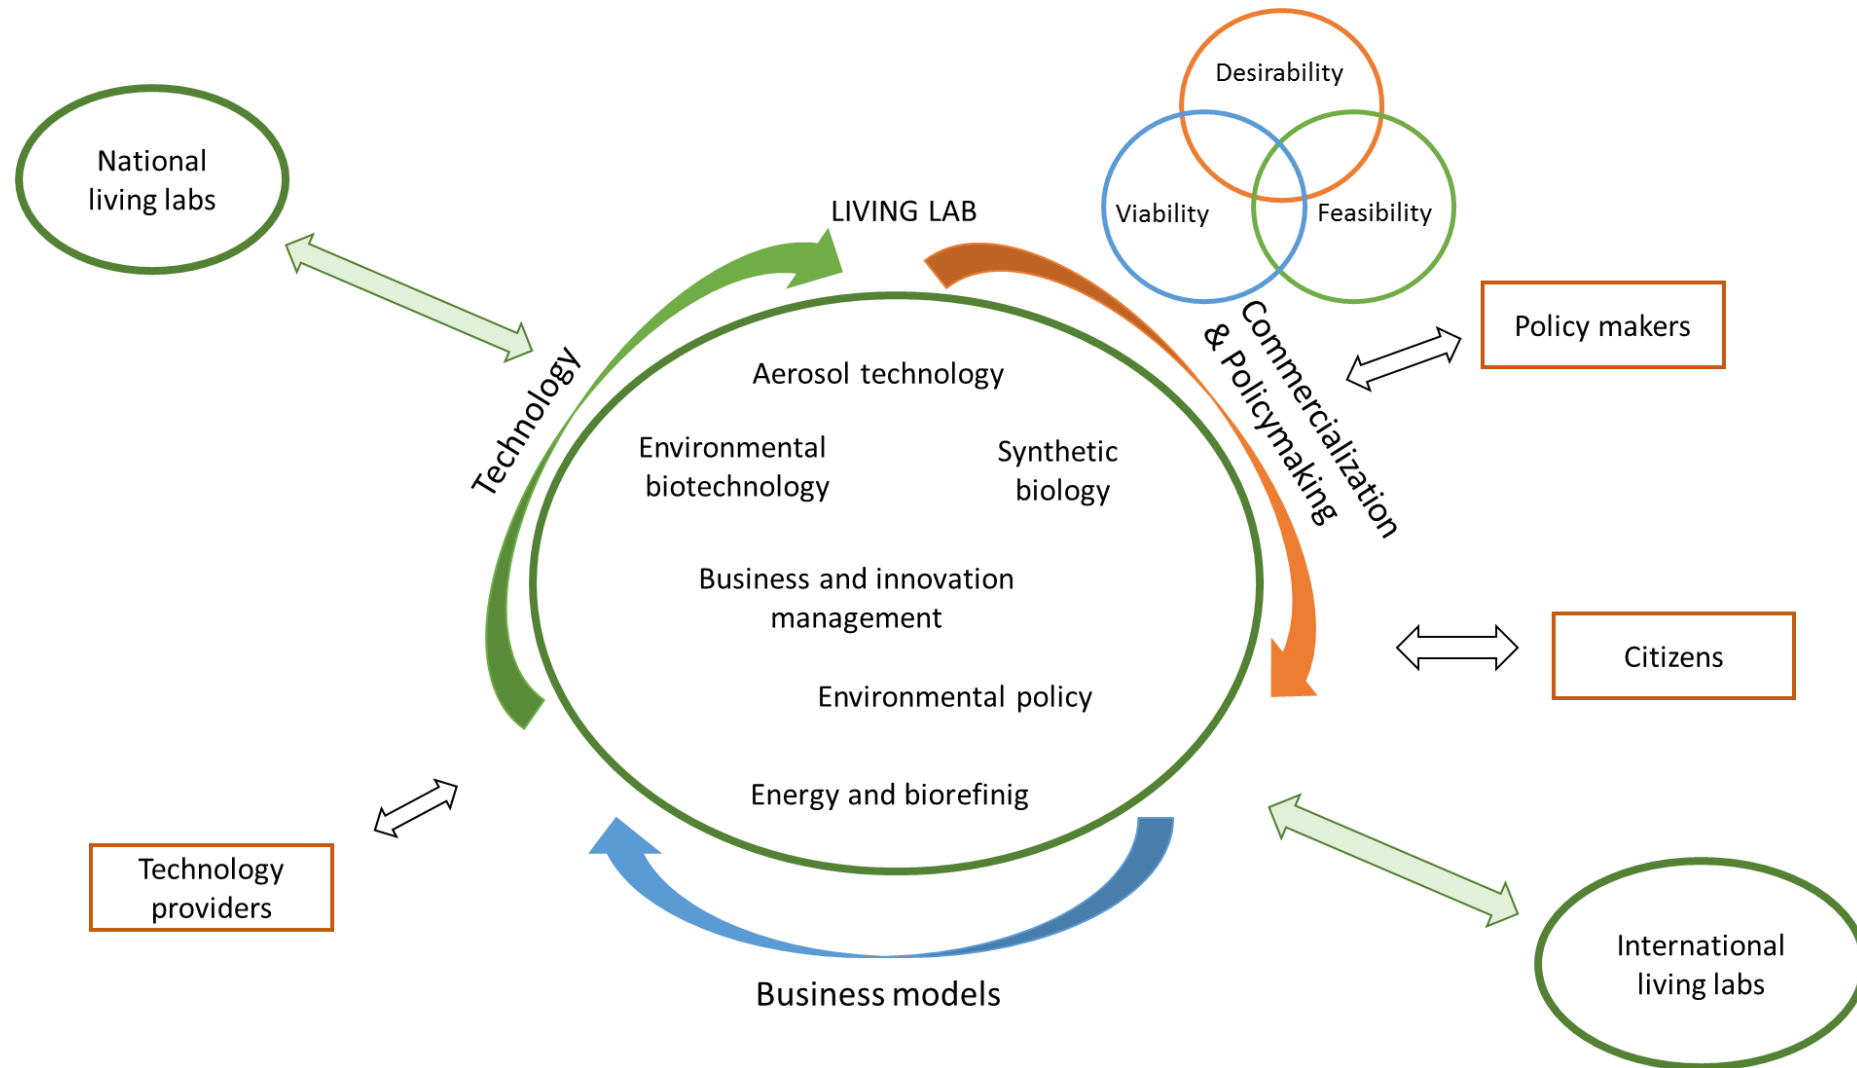 Desirability
Viability
Feasibility
National
living labs
LIVING LAB
Technology
Commercialization
& Policymaking
Policy makers
Aerosol technology
Environmental
biotechnology
Synthetic
biology
Business and innovation
management
Citizens
Environmental policy
Energy and biorefinig
Technology
providers
International
living labs
Business models